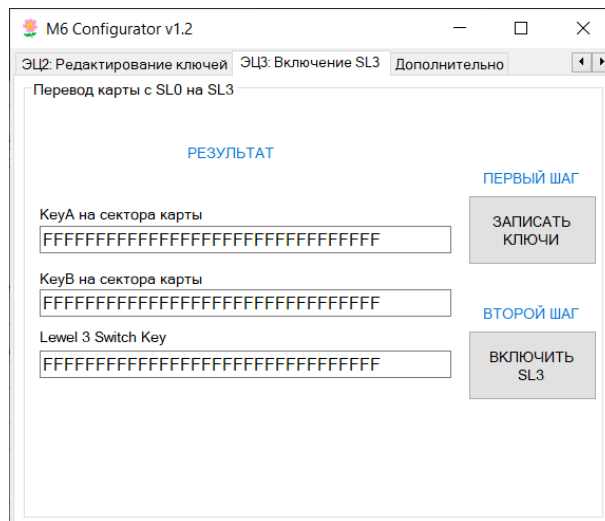 M6 Configurator v1.2
ЭЦ2: Редактирование ключей ЭЦ3: Включение SL3 Дополнительно
Перевод карты с SL0 на SL3
РЕЗУЛЬТАТ
ПЕРВЫЙ ШАГ
KeyA на сектора карты
FFFFFFFFFFFFFFFFFFFFFFFFFFFFFFFF
ЗАПИСАТЬ
КЛЮЧИ
KeyB на сектора карты
FFFFFFFFFFFFFFFFFFFFFFFFFFFFFFFF
ВТОРОЙ ШАГ
Lewel 3 Switch Key
FFFFFFFFFFFFFFFFFFFFFFFFFFFFFFFF
ВКЛЮЧИТЬ
SL3